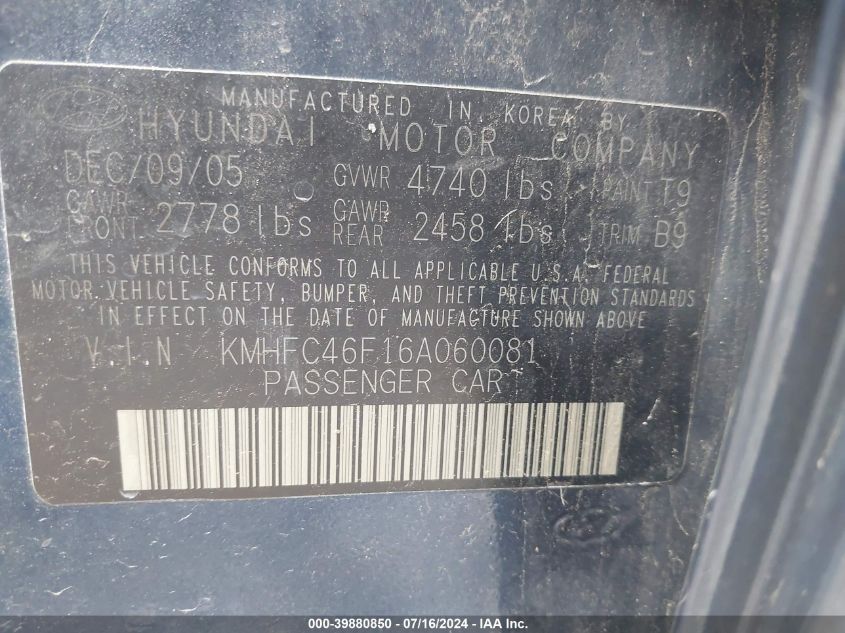 MANUFACTURED IN KOREA BY
HYUNDAI MOTOR COMPANY
DEC/09/05 GVWR 4740 lbs PAINT T9
GAWR FRONT 2778 lbs GAWR REAR 2458 lbs TRIM B9
THIS VEHICLE CONFORMS TO ALL APPLICABLE U.S.A. FEDERAL
MOTOR VEHICLE SAFETY, BUMPER, AND THEFT PREVENTION STANDARDS
IN EFFECT ON THE DATE OF MANUFACTURE SHOWN ABOVE
V.I.N KMHFC46F16A060081
PASSENGER CAR
000-39880850 - 07/16/2024 - IAA Inc.